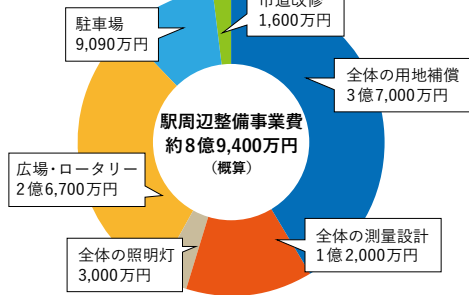 市道改修
1,600万円
駐車場
9,090万円
全体の用地補償
3億7,000万円
駅周辺整備事業費
約8億9,400万円
(概算)
広場・ロータリー
2億6,700万円
全体の測量設計
1億2,000万円
全体の照明灯
3,000万円